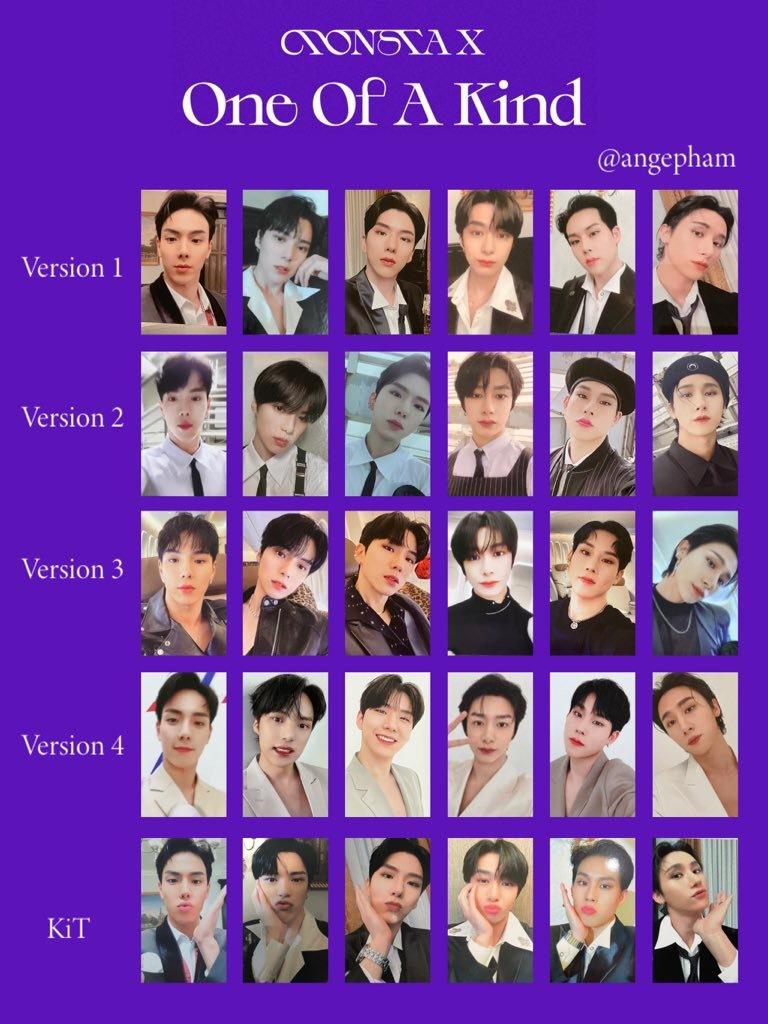 MONSTA X
One Of A Kind
@angepham
Version 1
Version 2
Version 3
Version 4
KiT